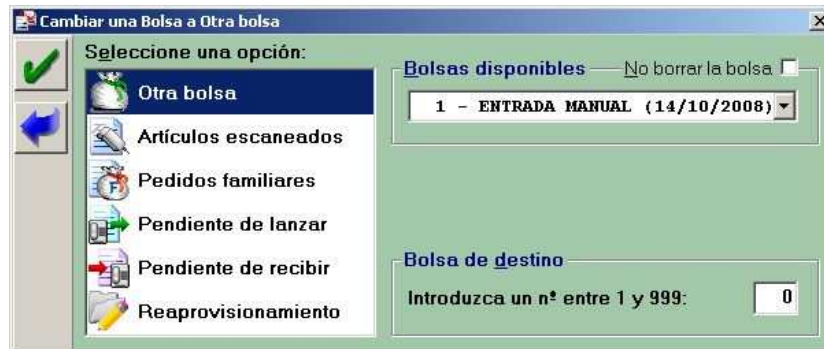 Cambiar una Bolsa a Otra bolsa
Seleccione una opción:
Otra bolsa
Artículos escaneados
Pedidos familiares
Pendiente de lanzar
Pendiente de recibir
Reaprovisionamiento
Bolsas disponibles
No borrar la bolsa
1 - ENTRADA MANUAL (14/10/2008)
Bolsa de destino
Introduzca un nº entre 1 y 999:
0